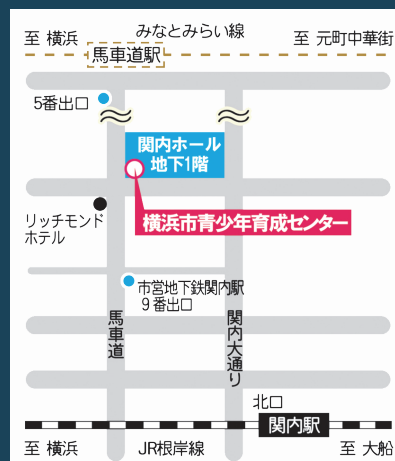 みなとみらい線
至 横浜
至 元町中華街
馬車道駅
5番出口
関内ホール
地下1階
横浜市青少年育成センター
リッチモンド
ホテル
市営地下鉄関内駅
9番出口
馬車道
関内大通り
北口
関内駅
至 横浜
JR根岸線
至 大船